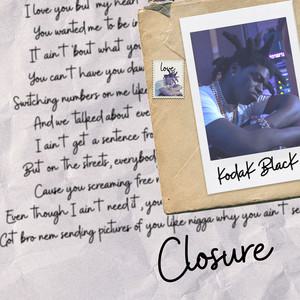 I love you but my hear
You wanted me to be in
It ain't 'bout what you
You can't have you da
Switching numbers on me like
And we talked about eve
I ain't get a sentence fro
But on the streets, everybod
Cause you screaming free m
Even though I ain't need it, you
Got bro nem sending pictures of you like nigga why you ain't se
love
Kodak Black
Closure